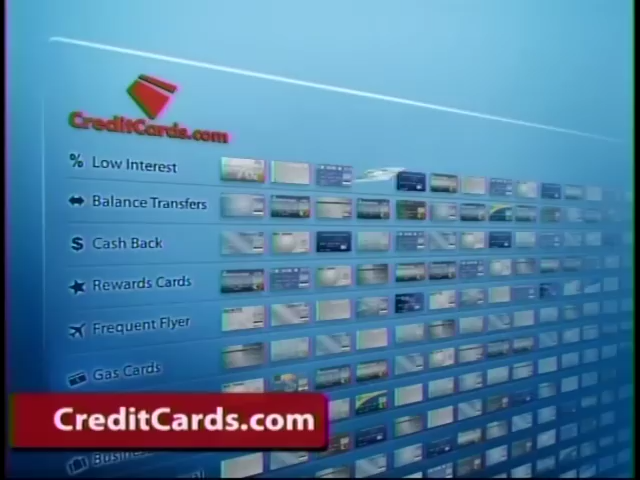 CreditCards.com
% Low Interest
Balance Transfers
$ Cash Back
Rewards Cards
Frequent Flyer
Gas Cards
CreditCards.com